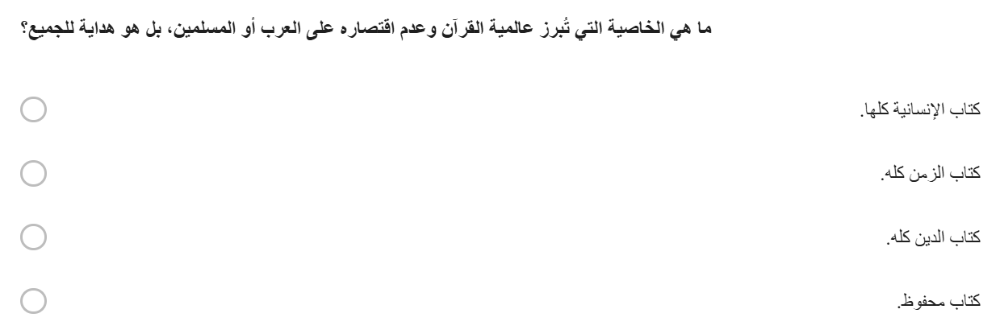 ما هي الخاصية التي تُبرز عالمية القرآن وعدم اقتصاره على العرب أو المسلمين، بل هو هداية للجميع؟
كتاب الإنسانية كلها.
كتاب الزمن كله.
كتاب الدين كله.
كتاب محفوظ.